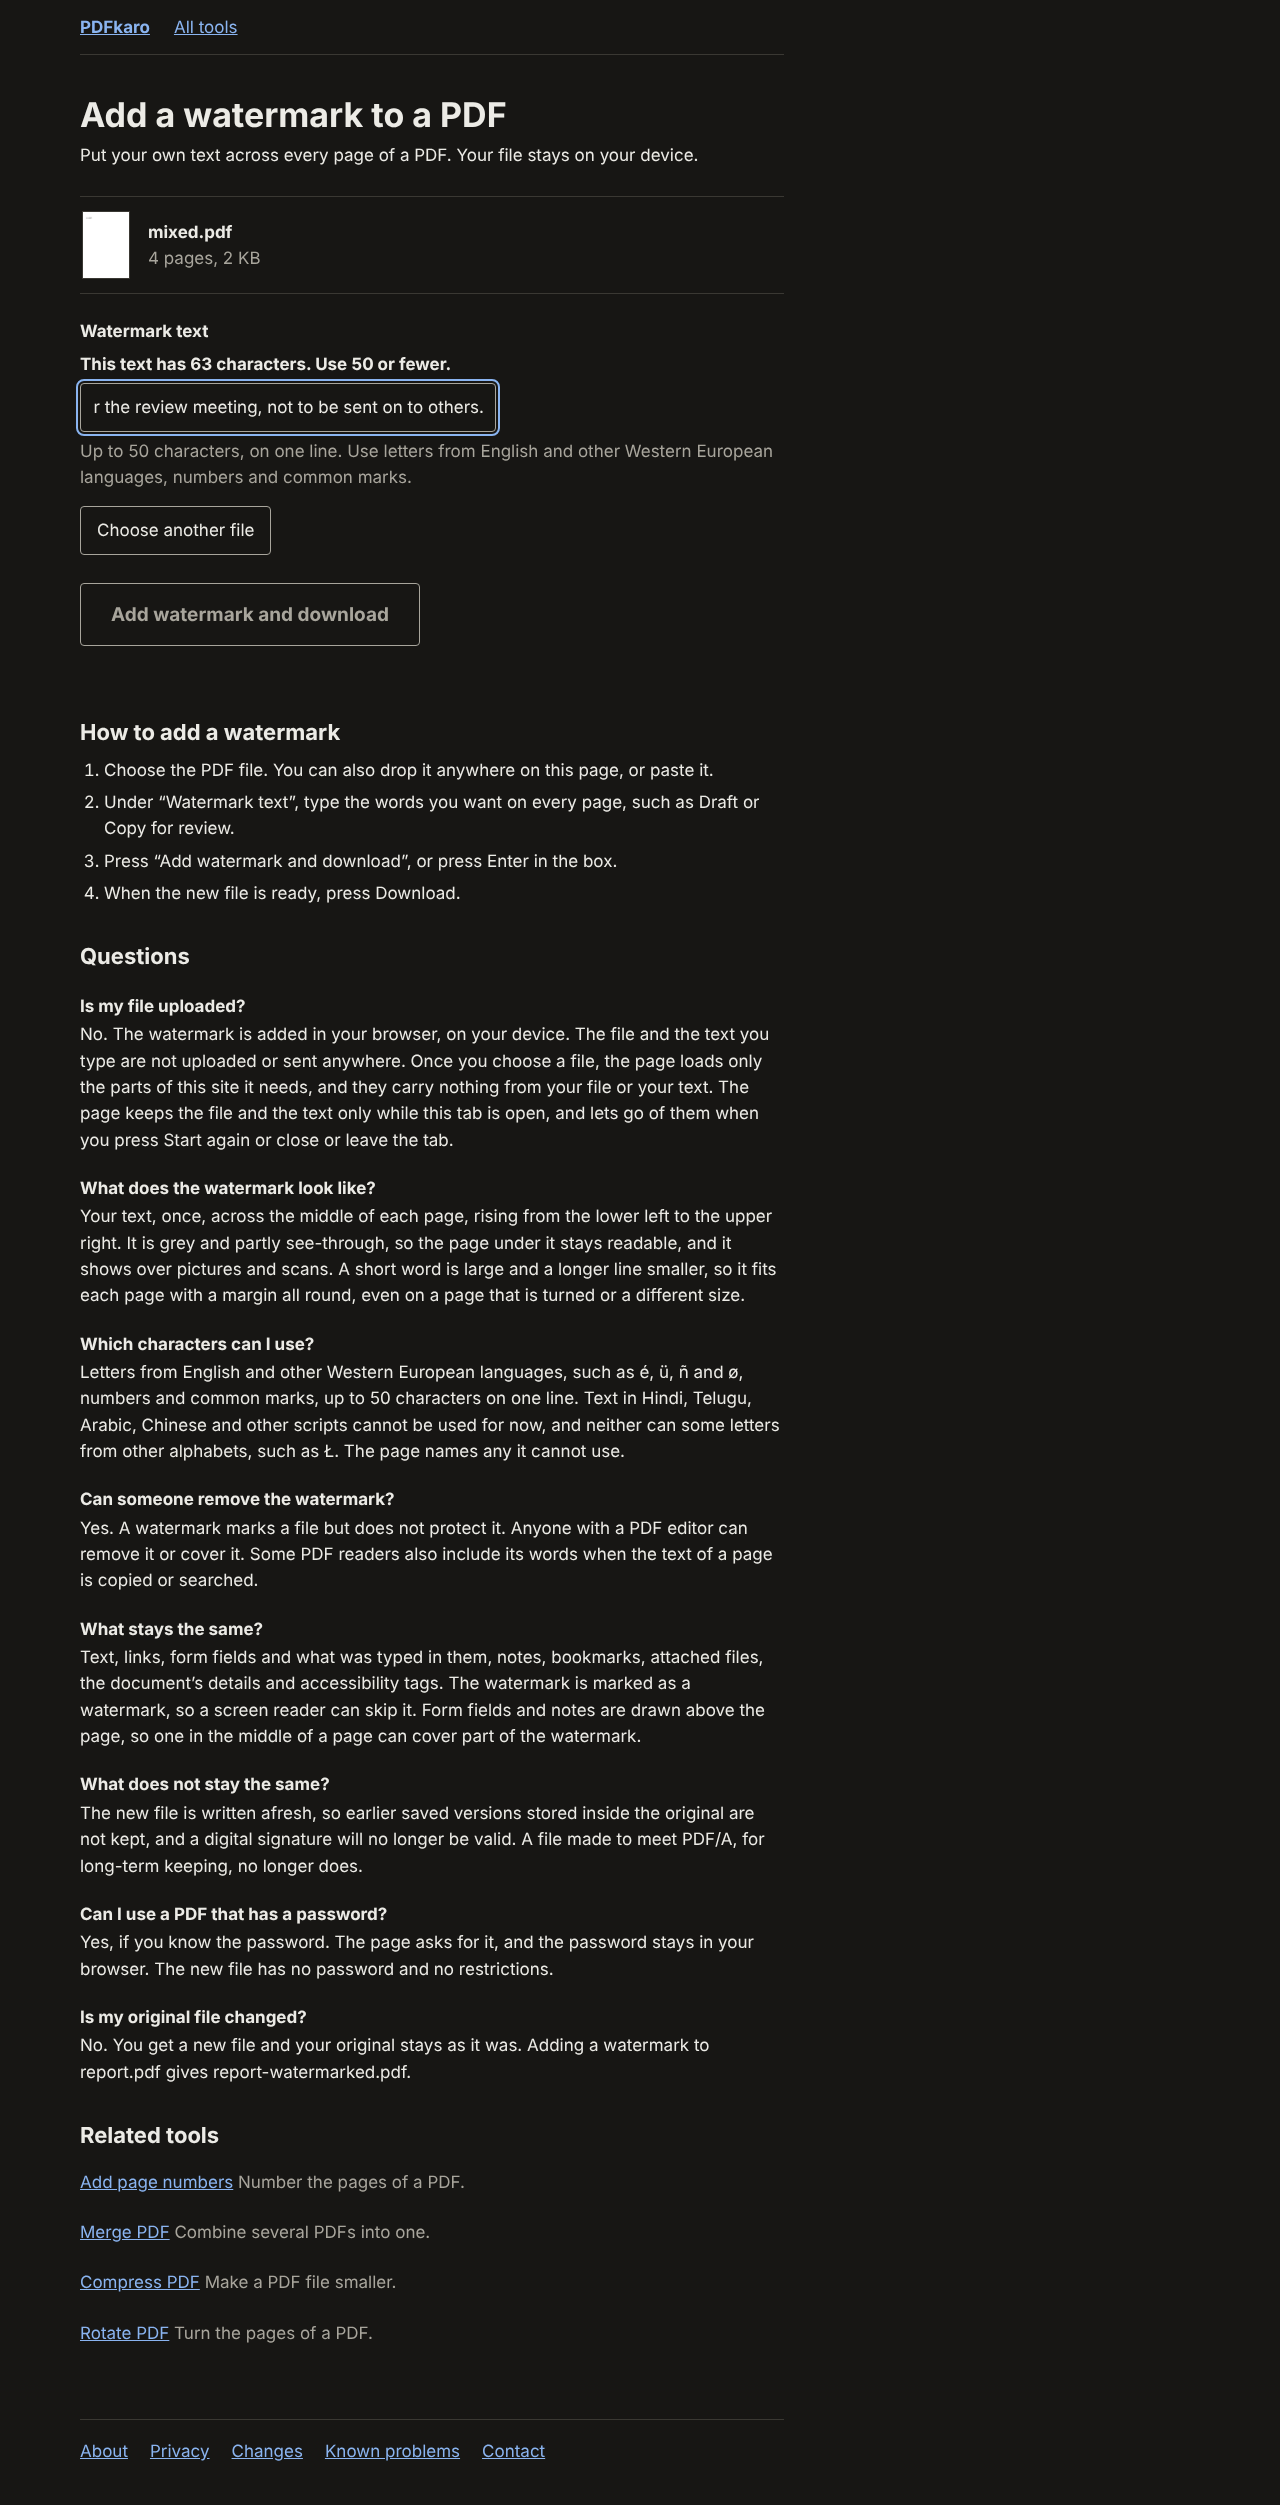 PDFkaro All tools
Add a watermark to a PDF
Put your own text across every page of a PDF. Your file stays on your device.
mixed.pdf
4 pages, 2 KB
Watermark text
This text has 63 characters. Use 50 or fewer.
r the review meeting, not to be sent on to others.
Up to 50 characters, on one line. Use letters from English and other Western European
languages, numbers and common marks.
Choose another file
Add watermark and download
How to add a watermark
1. Choose the PDF file. You can also drop it anywhere on this page, or paste it.
2. Under “Watermark text”, type the words you want on every page, such as Draft or
Copy for review.
3. Press “Add watermark and download”, or press Enter in the box.
4. When the new file is ready, press Download.
Questions
Is my file uploaded?
No. The watermark is added in your browser, on your device. The file and the text you
type are not uploaded or sent anywhere. Once you choose a file, the page loads only
the parts of this site it needs, and they carry nothing from your file or your text. The
page keeps the file and the text only while this tab is open, and lets go of them when
you press Start again or close or leave the tab.
What does the watermark look like?
Your text, once, across the middle of each page, rising from the lower left to the upper
right. It is grey and partly see-through, so the page under it stays readable, and it
shows over pictures and scans. A short word is large and a longer line smaller, so it fits
each page with a margin all round, even on a page that is turned or a different size.
Which characters can I use?
Letters from English and other Western European languages, such as é, ü, ñ and ø,
numbers and common marks, up to 50 characters on one line. Text in Hindi, Telugu,
Arabic, Chinese and other scripts cannot be used for now, and neither can some letters
from other alphabets, such as Ł. The page names any it cannot use.
Can someone remove the watermark?
Yes. A watermark marks a file but does not protect it. Anyone with a PDF editor can
remove it or cover it. Some PDF readers also include its words when the text of a page
is copied or searched.
What stays the same?
Text, links, form fields and what was typed in them, notes, bookmarks, attached files,
the document’s details and accessibility tags. The watermark is marked as a
watermark, so a screen reader can skip it. Form fields and notes are drawn above the
page, so one in the middle of a page can cover part of the watermark.
What does not stay the same?
The new file is written afresh, so earlier saved versions stored inside the original are
not kept, and a digital signature will no longer be valid. A file made to meet PDF/A, for
long-term keeping, no longer does.
Can I use a PDF that has a password?
Yes, if you know the password. The page asks for it, and the password stays in your
browser. The new file has no password and no restrictions.
Is my original file changed?
No. You get a new file and your original stays as it was. Adding a watermark to
report.pdf gives report-watermarked.pdf.
Related tools
Add page numbers Number the pages of a PDF.
Merge PDF Combine several PDFs into one.
Compress PDF Make a PDF file smaller.
Rotate PDF Turn the pages of a PDF.
About Privacy Changes Known problems Contact